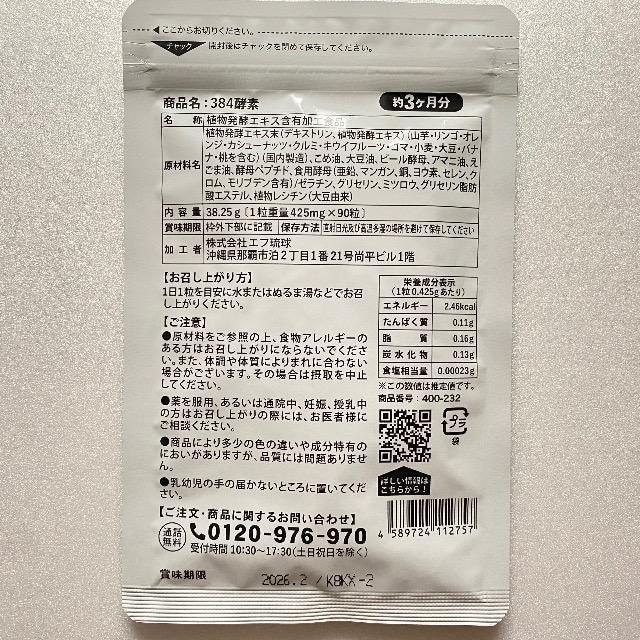 ここからお切りください。
チャック 開封後はチャックを閉めて保存してください。
商品名：384酵素 約3ヶ月分
名称 植物発酵エキス含有加工食品
原材料名 植物発酵エキス末（デキストリン、植物発酵エキス）（山芋・リンゴ・オレ
ンジ・カシューナッツ・クルミ・キウイフルーツ・ゴマ・小麦・大豆・バナ
ナ・桃を含む）（国内製造）、こめ油、大豆油、ビール酵母、アマニ油、え
ごま油、酵母ペプチド、食用酵母（亜鉛、マンガン、銅、ヨウ素、セレン、ク
ロム、モリブデン含有）/ゼラチン、グリセリン、ミツロウ、グリセリン脂肪
酸エステル、植物レシチン（大豆由来）
内容量 38.25g〔1粒重量425mg×90粒〕
賞味期限 枠外下部に記載 保存方法 直射日光及び高温多湿の場所を避けて保存してください
加工者 株式会社エフ琉球
沖縄県那覇市泊2丁目1番21号尚平ビル1階
【お召し上がり方】
1日1粒を目安に水またはぬるま湯などでお召
し上がりください。
【ご注意】
●原材料をご参照の上、食物アレルギーの
ある方はお召し上がりにならないでくださ
い。また、体調や体質によりまれに合わない
場合がございます。その場合は摂取を中止
してください。
●薬を服用、あるいは通院中、妊娠、授乳中
の方はお召し上がりの際には、お医者様に
ご相談ください。
●商品により多少の色の違いや成分特有の
においがありますが、品質には問題ありませ
ん。
●乳幼児の手の届かないところに置いてくだ
さい。
栄養成分表示
（1粒0.425gあたり）
エネルギー 2.46kcal
たんぱく質 0.11g
脂質 0.16g
炭水化物 0.13g
食塩相当量 0.00023g
※この数値は推定値です。
商品番号：400-232
プラ
袋
詳しい情報は
こちらから！
【ご注文・商品に関するお問い合わせ】
通話無料 0120-976-970
受付時間 10:30～17:30（土日祝日を除く）
4 589724 112757
賞味期限 2026.2 / K8KX-2